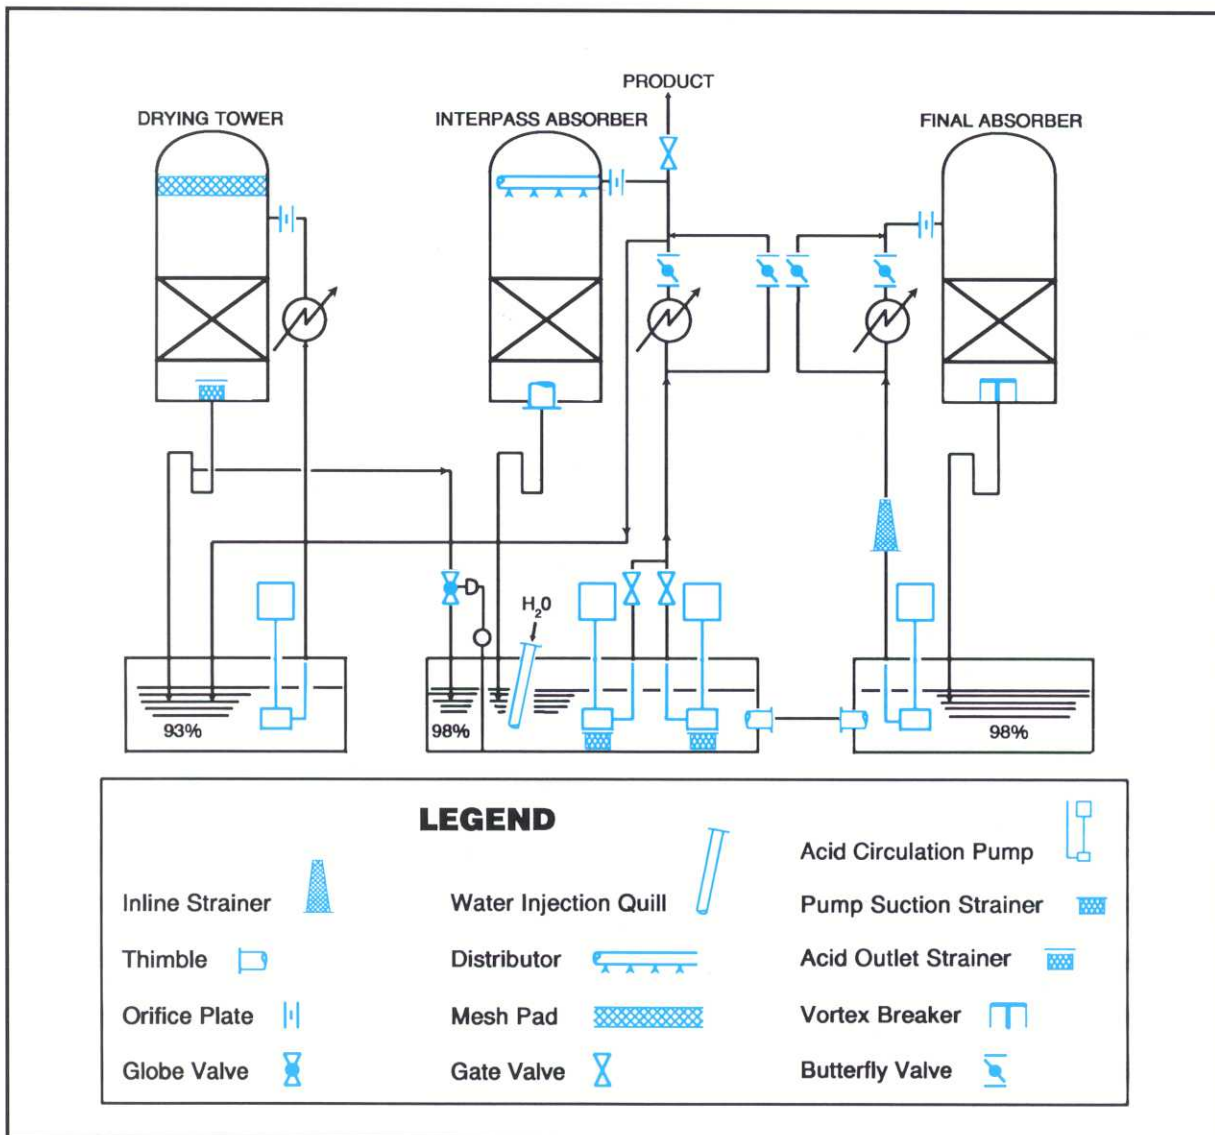 PRODUCT
DRYING TOWER
INTERPASS ABSORBER
FINAL ABSORBER
H₂0
93%
98%
98%
LEGEND
Inline Strainer
Water Injection Quill
Acid Circulation Pump
Pump Suction Strainer
Thimble
Distributor
Acid Outlet Strainer
Orifice Plate
Mesh Pad
Vortex Breaker
Globe Valve
Gate Valve
Butterfly Valve